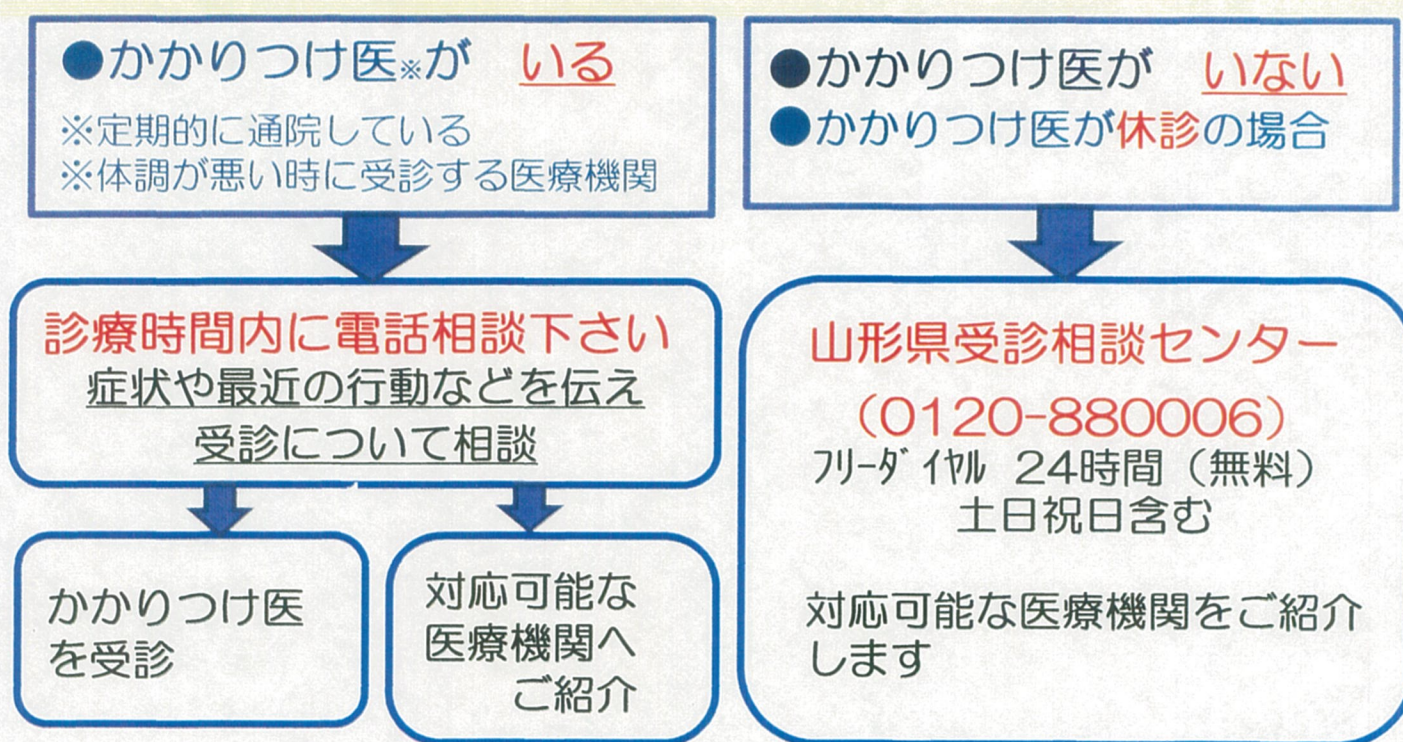 ●かかりつけ医※が いる
※定期的に通院している
※体調が悪い時に受診する医療機関
●かかりつけ医が いない
●かかりつけ医が休診の場合
診療時間内に電話相談下さい
症状や最近の行動などを伝え
受診について相談
かかりつけ医
を受診
対応可能な
医療機関へ
ご紹介
山形県受診相談センター
（0120-880006）
ﾌﾘｰﾀﾞｲﾔﾙ 24時間（無料）
土日祝日含む
対応可能な医療機関をご紹介
します